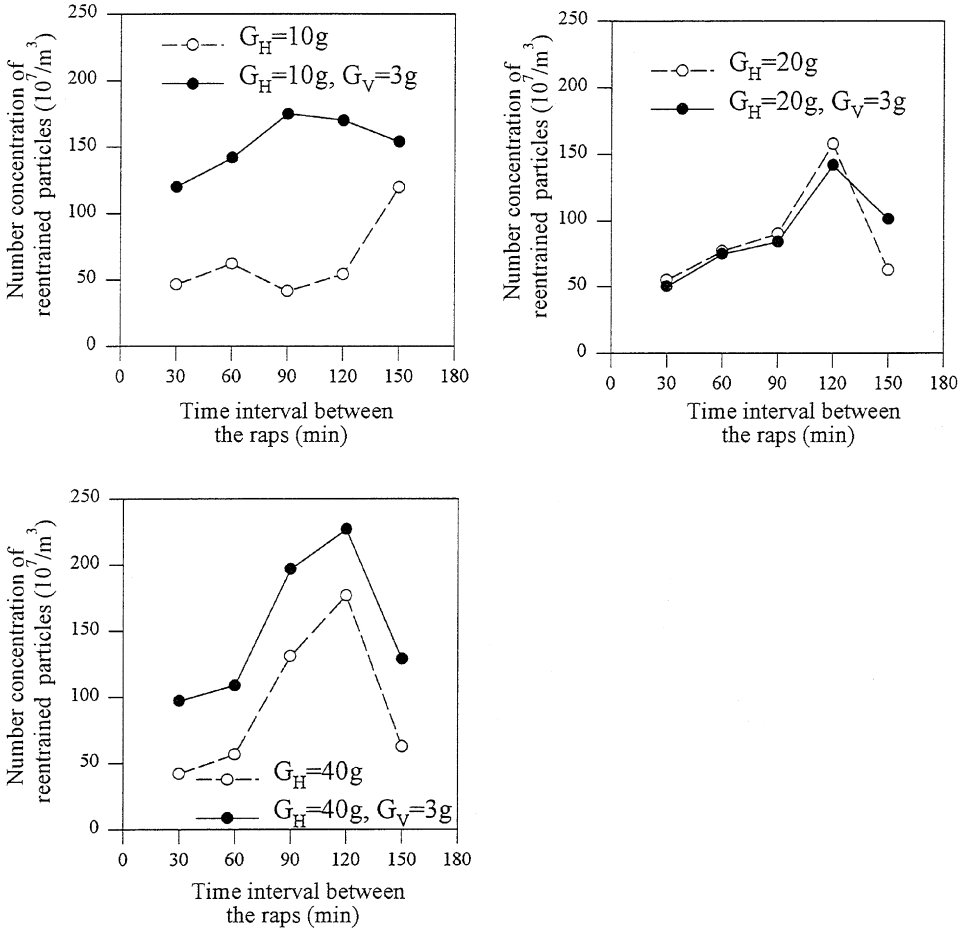 250
200
150
100
50
0
Number concentration of
reentrained particles (10⁷/m³)
G_H=10g
G_H=10g, G_V=3g
0 30 60 90 120 150 180
Time interval between
the raps (min)
250
200
150
100
50
0
Number concentration of
reentrained particles (10⁷/m³)
G_H=20g
G_H=20g, G_V=3g
0 30 60 90 120 150 180
Time interval between
the raps (min)
250
200
150
100
50
0
Number concentration of
reentrained particles (10⁷/m³)
G_H=40g
G_H=40g, G_V=3g
0 30 60 90 120 150 180
Time interval between
the raps (min)